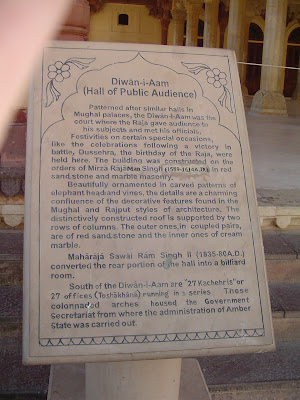 Diwān-i-Aam
(Hall of Public Audience)
Patterned after similar halls in
Mughal palaces, the Diwān-i-Aam was the
court where the Raja gave audience to
his subjects and met his officials.
Festivities on certain special occasions,
like the celebrations following a victory in
battle, Dussehra, the birthday of the Raja, were
held here. The building was constructed on the
orders of Mirza Raja Man Singh in red
sand.stone and marble masonry.
Beautifully ornamented in carved patterns of
elephant head and vines, the details are a charming
confluence of the decorative features found in the
Mughal and Rajput styles of architecture. The
distinctively constructed roof is supported by two
rows of columns. The outer ones, in coupled pairs,
are of red sand.stone and the inner ones of cream
marble.
Mahārāja Sawāi Rām Singh II (1835-80A.D.)
converted the rear portion of the hall into a billiard
room.
South of the Diwān-i-Aam are "27 Kachehris" or
27 offices (Toshākhānā) running in a series. These
colonnaded arches housed the Government
Secretariat from where the administration of Amber
State was carried out.